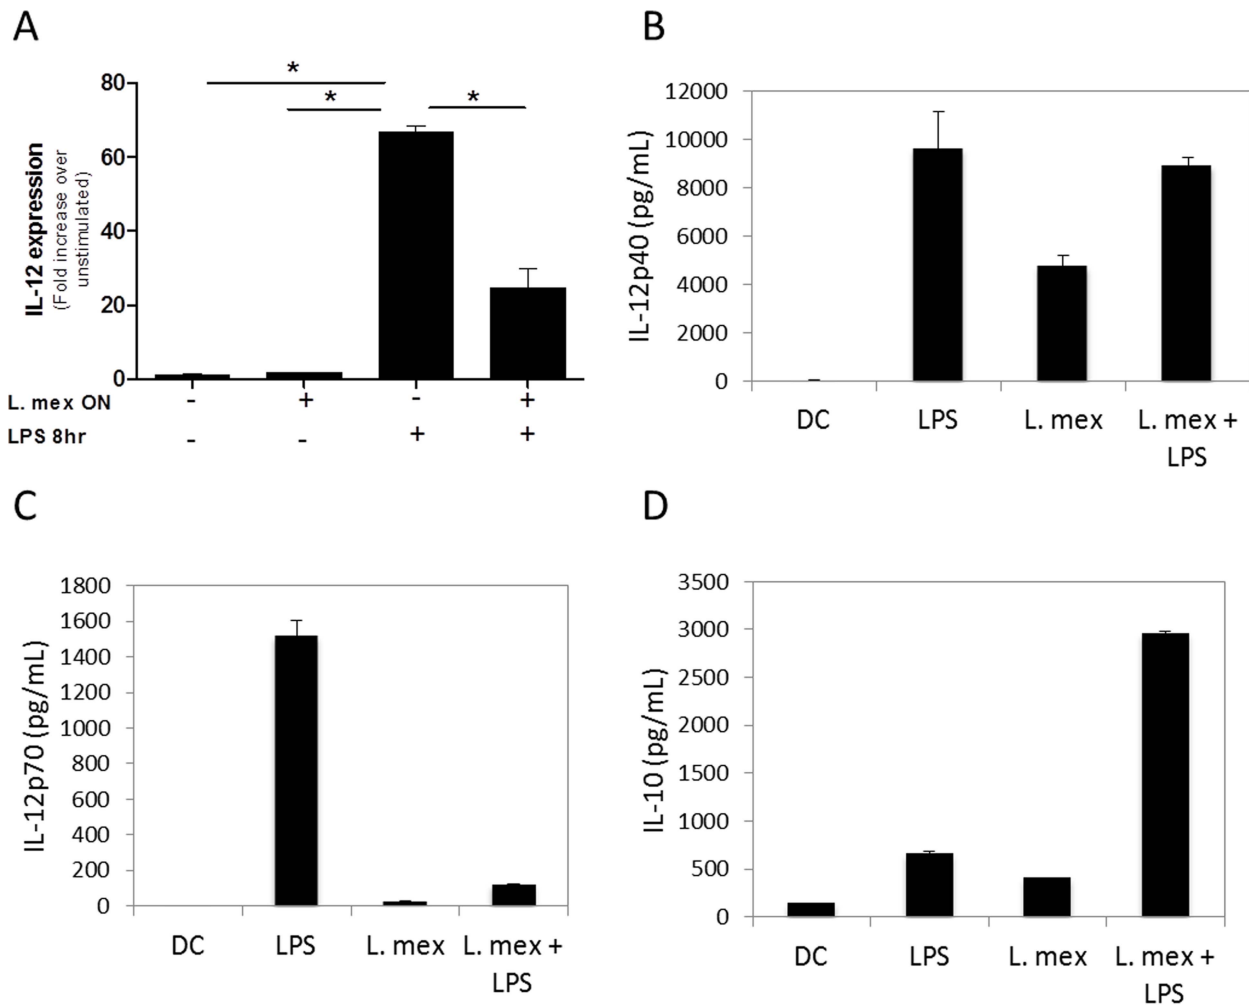 A
*
*
*
80
60
40
20
0
IL-12 expression
(Fold increase over
unstimulated)
L. mex ON - + - +
LPS 8hr - - + +
B
12000
10000
8000
6000
4000
2000
0
IL-12p40 (pg/mL)
DC LPS L. mex L. mex +
LPS
C
1800
1600
1400
1200
1000
800
600
400
200
0
IL-12p70 (pg/mL)
DC LPS L. mex L. mex +
LPS
D
3500
3000
2500
2000
1500
1000
500
0
IL-10 (pg/mL)
DC LPS L. mex L. mex +
LPS